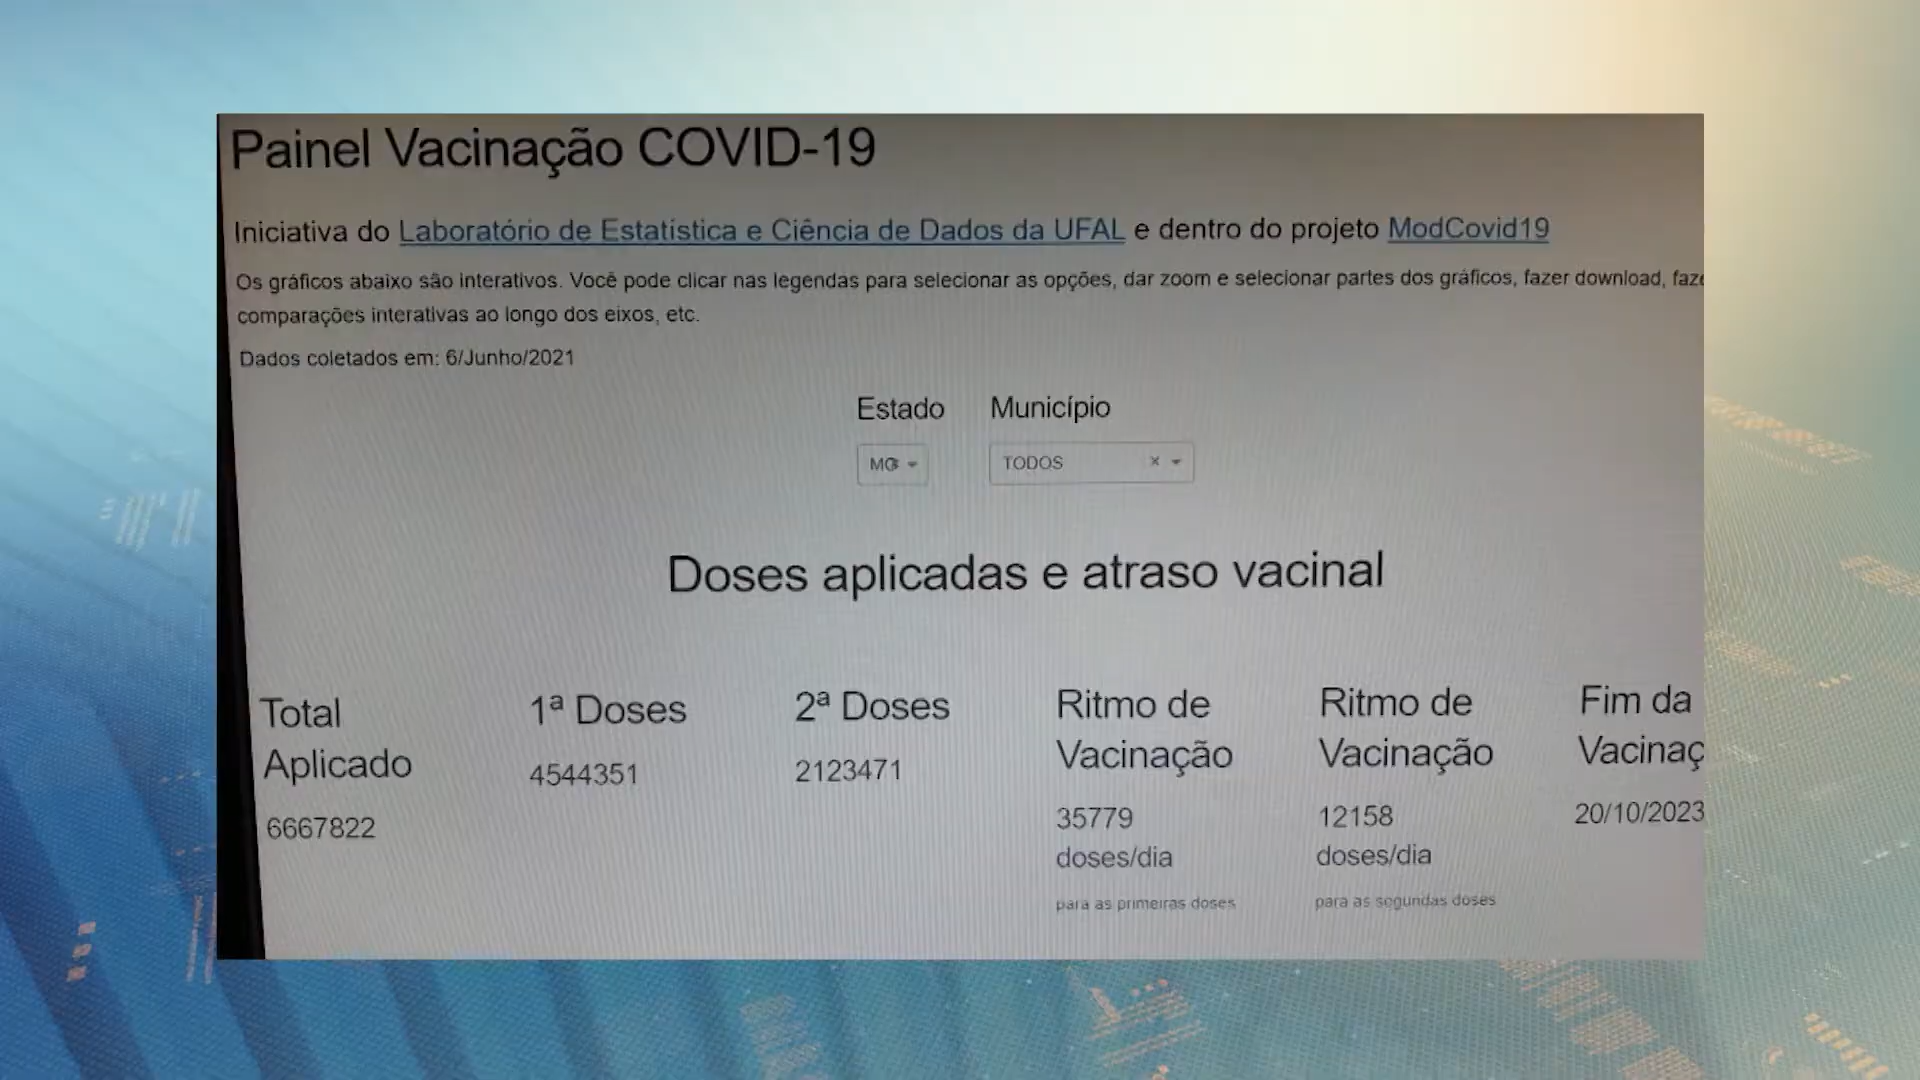 Painel Vacinação COVID-19
Iniciativa do Laboratório de Estatística e Ciência de Dados da UFAL e dentro do projeto ModCovid19
Os gráficos abaixo são interativos. Você pode clicar nas legendas para selecionar as opções, dar zoom e selecionar partes dos gráficos, fazer download, faze
comparações interativas ao longo dos eixos, etc.
Dados coletados em: 6/Junho/2021
Estado Município
MG TODOS
Doses aplicadas e atraso vacinal
Total Aplicado
6667822
1ª Doses
4544351
2ª Doses
2123471
Ritmo de
Vacinação
35779
doses/dia
para as primeiras doses
Ritmo de
Vacinação
12158
doses/dia
para as segundas doses
Fim da
Vacinaç
20/10/2023